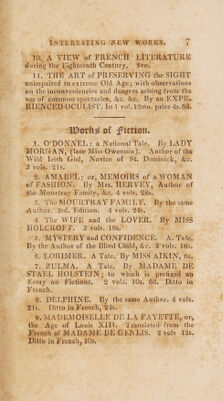 INTERESTING NEW WORKS. 7
10. A VIEW of FRENCH LITERATURE
during the Eighteenth Century. 8vo.
11. THE ART of PRESERVING the SIGHT
unimpaired to extreme Old Age; with observations
on the inconveniencies and dangers arising from the
use of common spectacles, &c. &c. By an EXPE-
RIENCED OCULIST. In 1 vol. 12mo. price 4s. 6d.
Works of Fiction.
1. O'DONNEL: a National Tale. By LADY
MORGAN, (late Miss Owenson). Author of the
Wild Irish Girl, Novice of St. Dominick, &c.
3 vols. 21s.
2. AMABEL; or, MEMOIRS of a WOMAN
of FASHION. By Mrs. HERVEY, Author of
the Mourtray Family, &c. 4 vols. 28s.
3. The MOURTRAY FAMILY. By the same
Author. 3rd. Edition. 4 vols. 24s.
4 The WIFE and the LOVER. By MISS
HOLCROFT. 3 vols. 18s.
5. MYSTERY and CONFIDENCE. A. Tale.
By the Author of the Blind Child, &c. 3 vols. 18s.
6. LORIMER. A Tale. By MISS AIKIN, 6s.
7. ZULMA. A Tale. By MADAME DE
STAEL HOLSTEIN; to which is prefixed an
Essay on Fictions. 2 vols. 10s. 6d. Ditto in
French.
8. DELPHINE. By the same Author. 4 vols.
24s. Ditto in French, 24s.
9. MADEMOISELLE DE LA FAYETTE, or,
the Age of Louis XIII. Translated from the
French of MADAME DE GENLIS. 2 vols 12s.
Ditto in French, 10s.